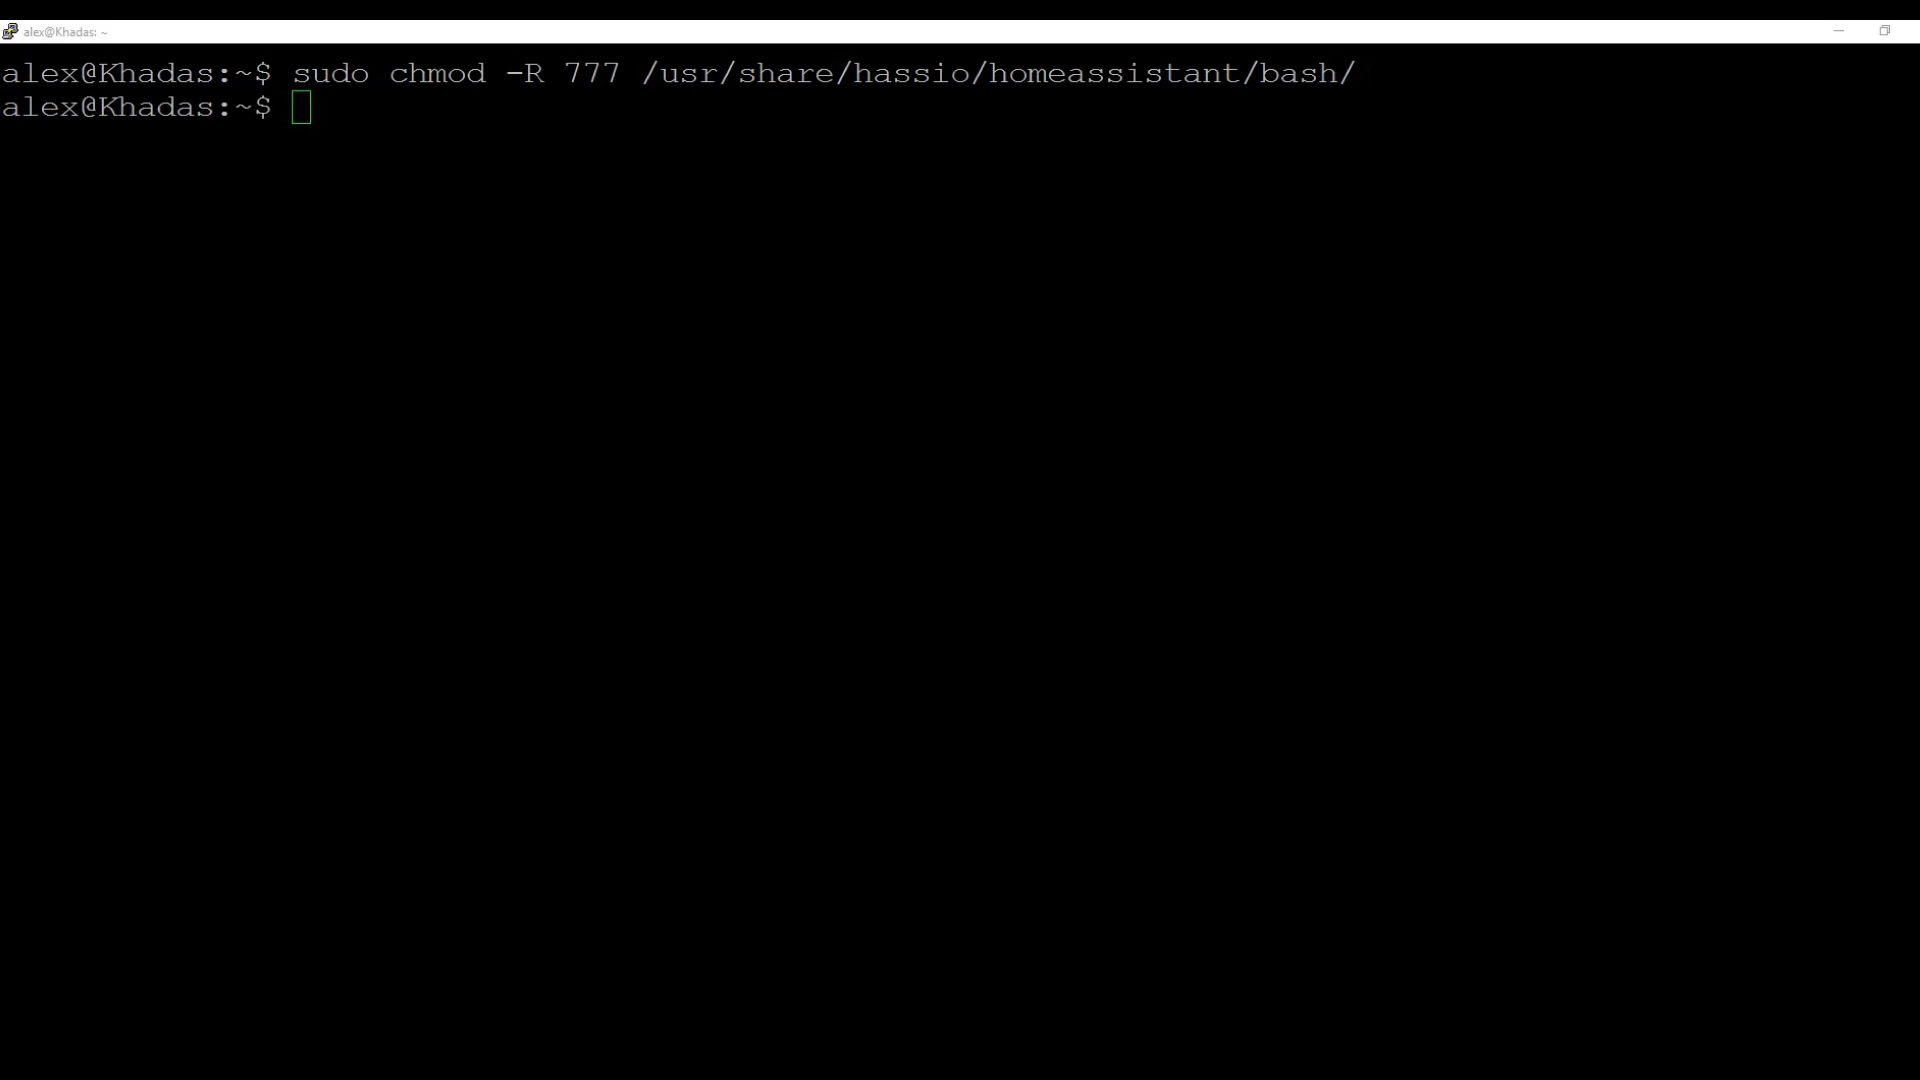 alex@Khadas: ~
alex@Khadas:~$ sudo chmod -R 777 /usr/share/hassio/homeassistant/bash/
alex@Khadas:~$